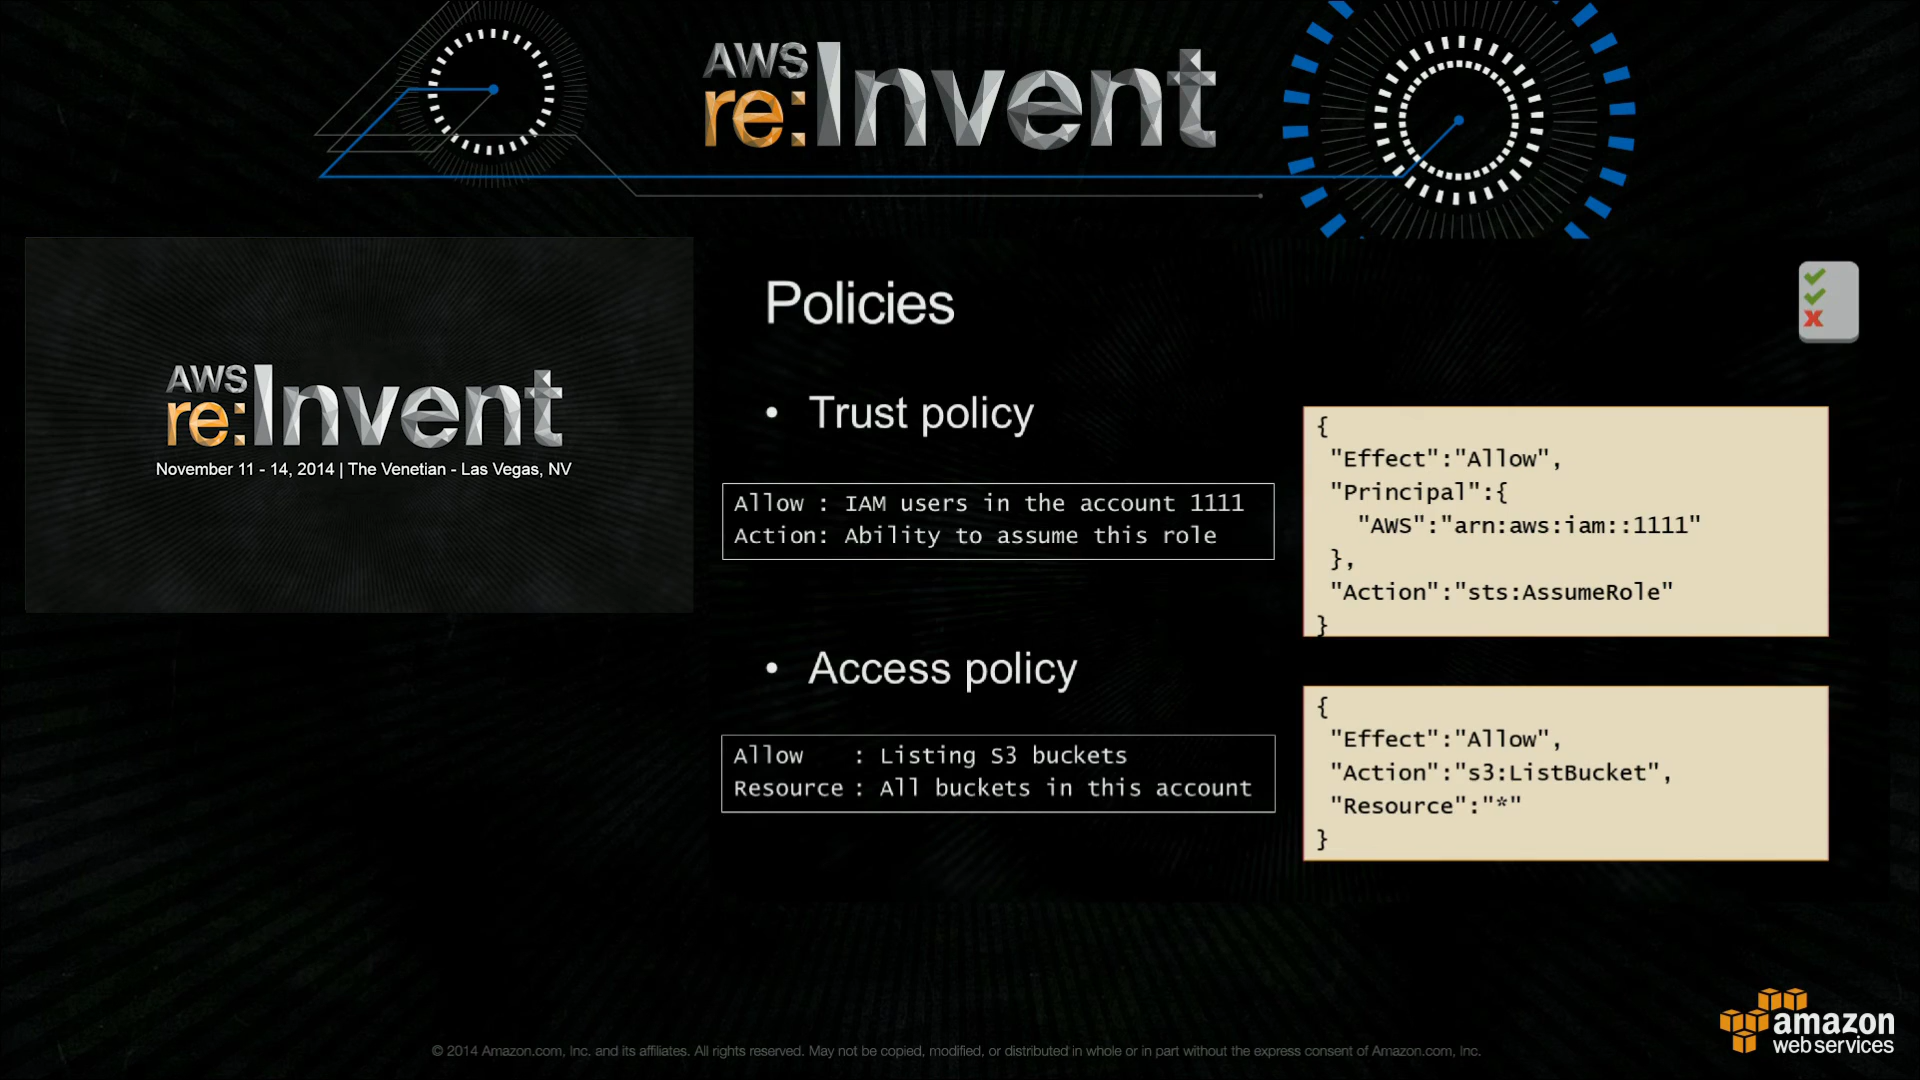 AWS
re:Invent
AWS
re:Invent
November 11 - 14, 2014 | The Venetian - Las Vegas, NV
Policies
• Trust policy
Allow : IAM users in the account 1111
Action: Ability to assume this role
{
"Effect":"Allow",
"Principal":{
"AWS":"arn:aws:iam::1111"
},
"Action":"sts:AssumeRole"
}
• Access policy
Allow : Listing S3 buckets
Resource : All buckets in this account
{
"Effect":"Allow",
"Action":"s3:ListBucket",
"Resource":"*"
}
amazon
web services
© 2014 Amazon.com, Inc. and its affiliates. All rights reserved. May not be copied, modified, or distributed in whole or in part without the express consent of Amazon.com, Inc.